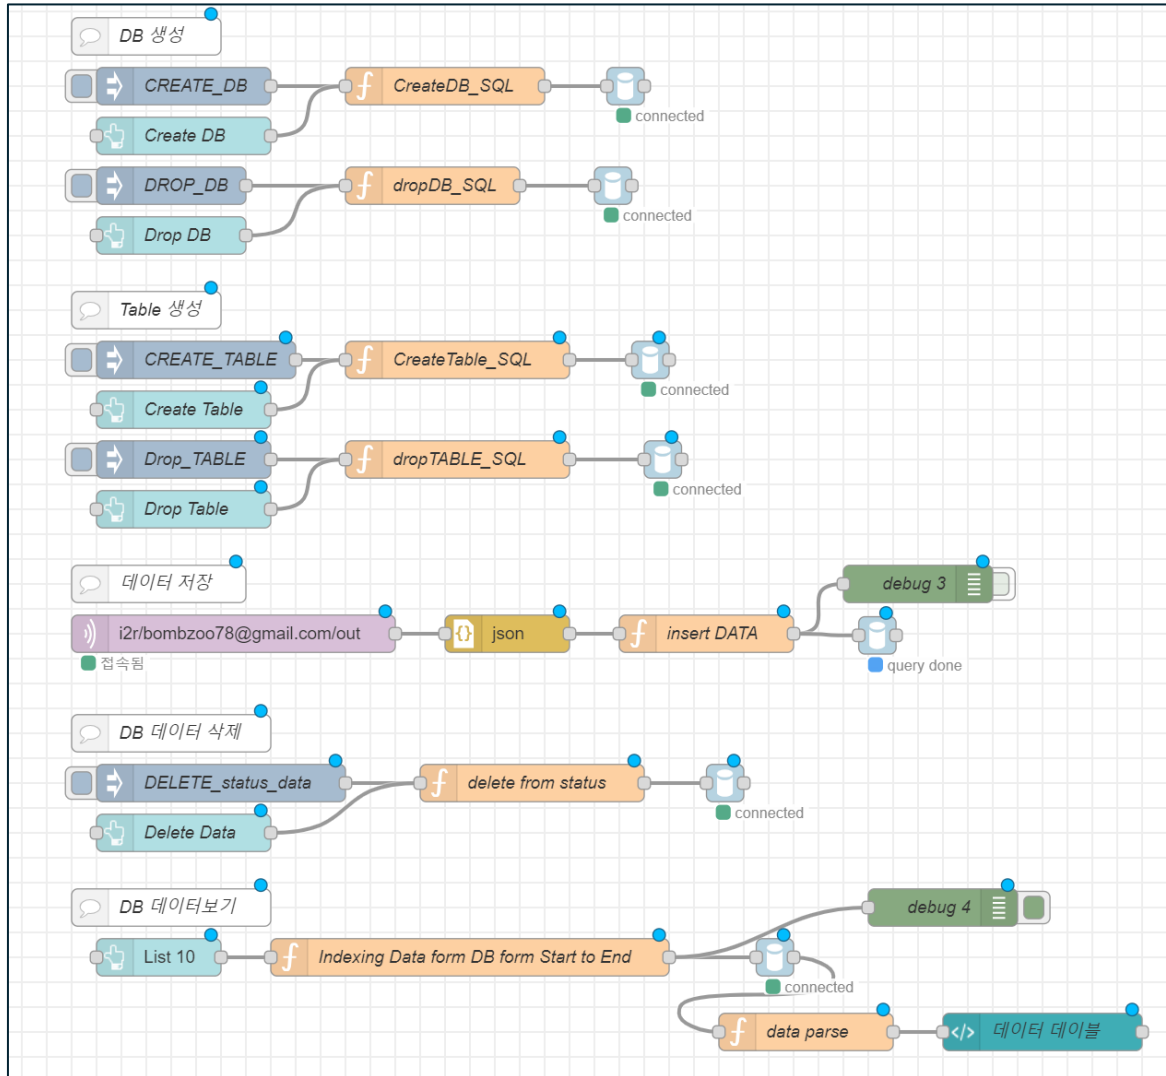 DB 생성
CREATE_DB
CreateDB_SQL
connected
Create DB
DROP_DB
dropDB_SQL
connected
Drop DB
Table 생성
CREATE_TABLE
CreateTable_SQL
connected
Create Table
Drop_TABLE
dropTABLE_SQL
connected
Drop Table
데이터 저장
debug 3
i2r/bombzoo78@gmail.com/out
json
insert DATA
접속됨
query done
DB 데이터 삭제
DELETE_status_data
delete from status
connected
Delete Data
DB 데이터보기
debug 4
List 10
Indexing Data form DB form Start to End
connected
data parse
데이터 데이블